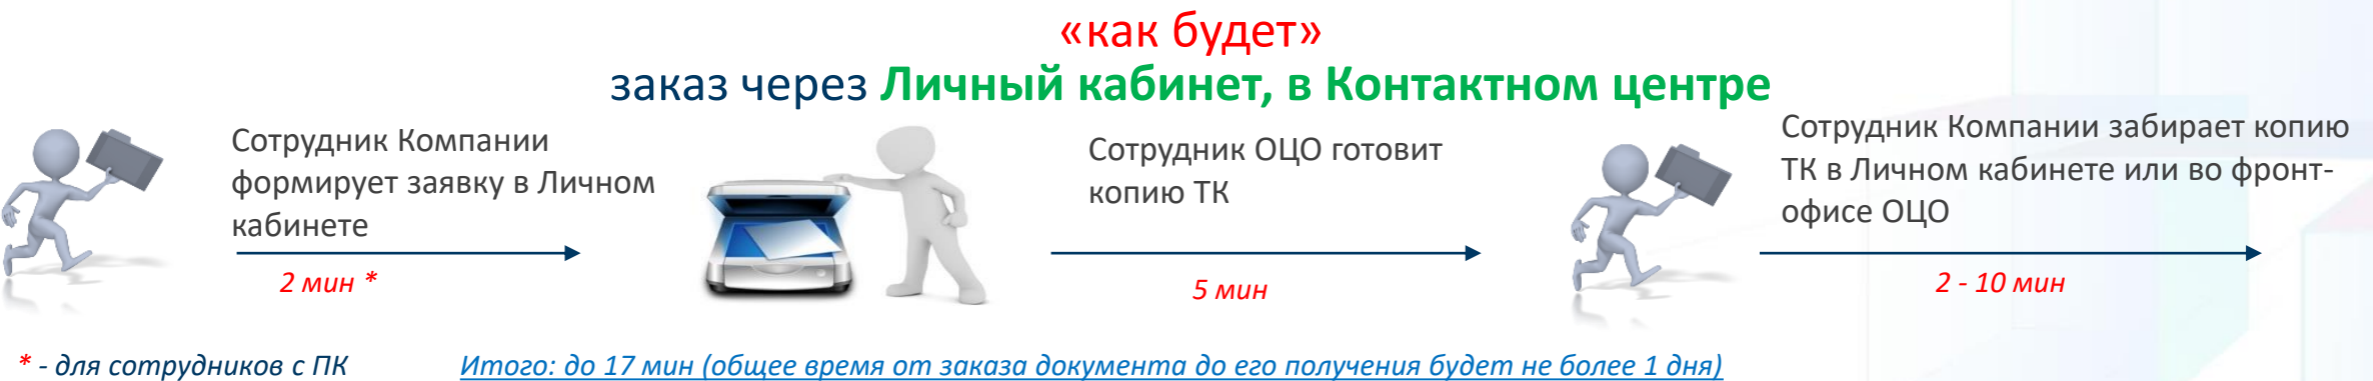 «как будет»
заказ через Личный кабинет, в Контактном центре
Сотрудник Компании
формирует заявку в Личном
кабинете
2 мин *
Сотрудник ОЦО готовит
копию ТК
5 мин
Сотрудник Компании забирает копию
ТК в Личном кабинете или во фронт-
офисе ОЦО
2 - 10 мин
* - для сотрудников с ПК
Итого: до 17 мин (общее время от заказа документа до его получения будет не более 1 дня)